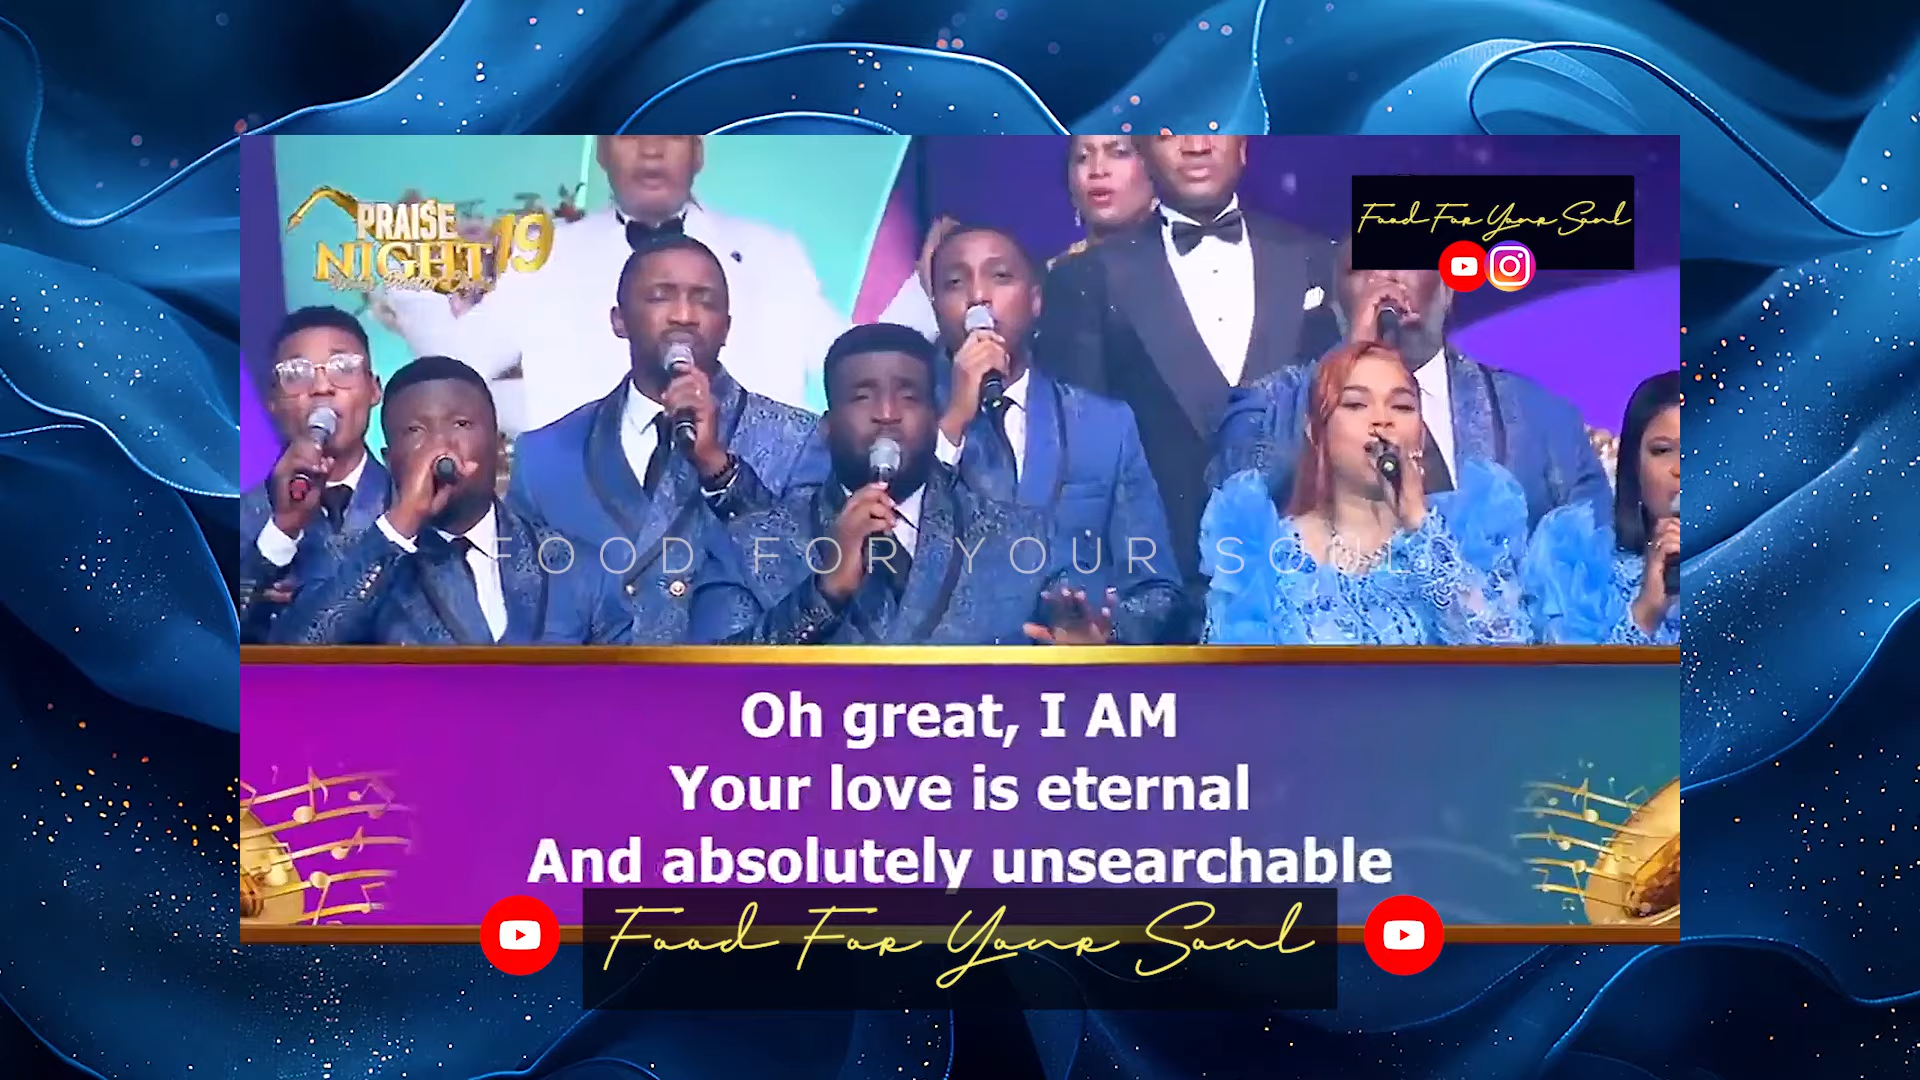 PRAISE
NIGHT 19
Food For Your Soul
FOOD FOR YOUR SOUL
Oh great, I AM
Your love is eternal
And absolutely unsearchable
Food For Your Soul